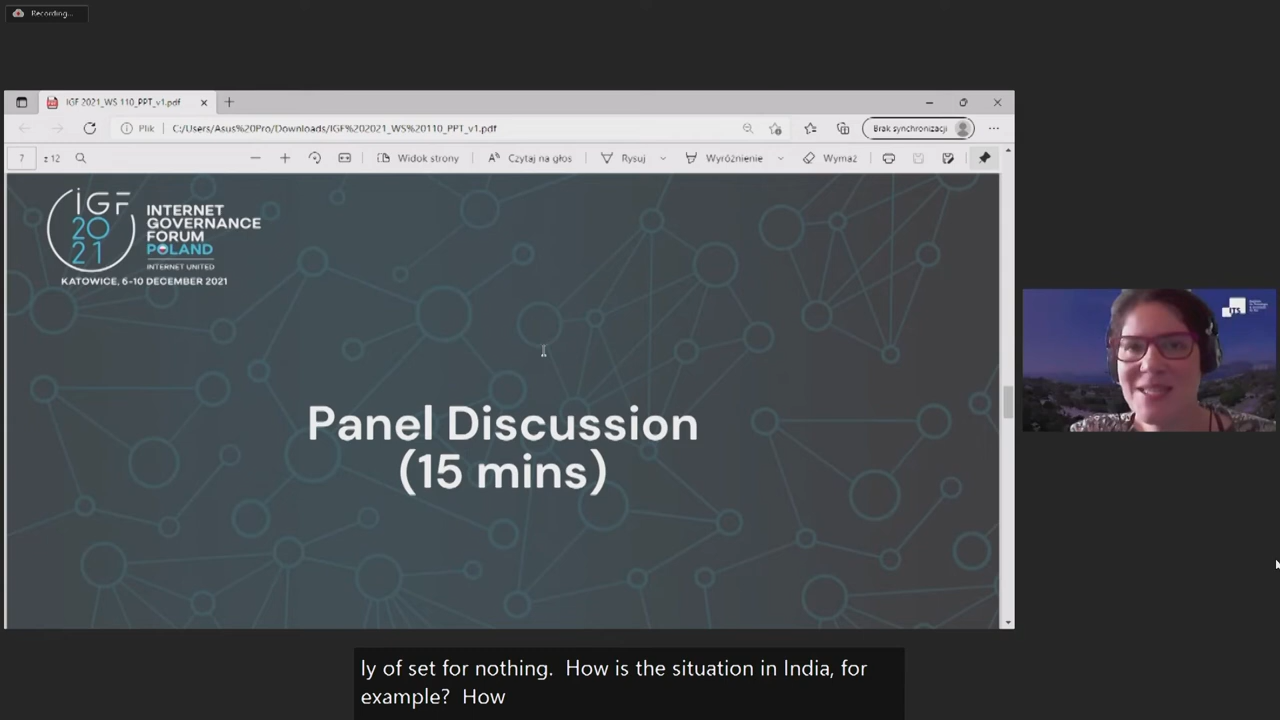 Recording...
IGF 2021_WS 110_PPT_v1.pdf
Plik
C:/Users/Asus%20Pro/Downloads/IGF%202021_WS%20110_PPT_v1.pdf
Brak synchronizacji
7
z 12
Widok strony
Czytaj na głos
Rysuj
Wyróżnienie
Wymaż
IGF
20
21
INTERNET
GOVERNANCE
FORUM
POLAND
INTERNET UNITED
KATOWICE, 6-10 DECEMBER 2021
Panel Discussion
(15 mins)
ITS
ly of set for nothing. How is the situation in India, for
example? How